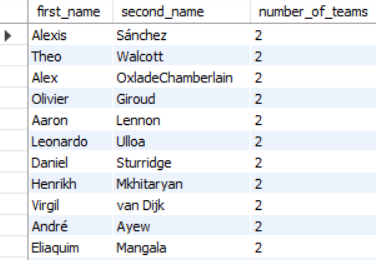 first_name second_name number_of_teams
Alexis Sánchez 2
Theo Walcott 2
Alex OxladeChamberlain 2
Olivier Giroud 2
Aaron Lennon 2
Leonardo Ulloa 2
Daniel Sturridge 2
Henrikh Mkhitaryan 2
Virgil van Dijk 2
André Ayew 2
Eliaquim Mangala 2